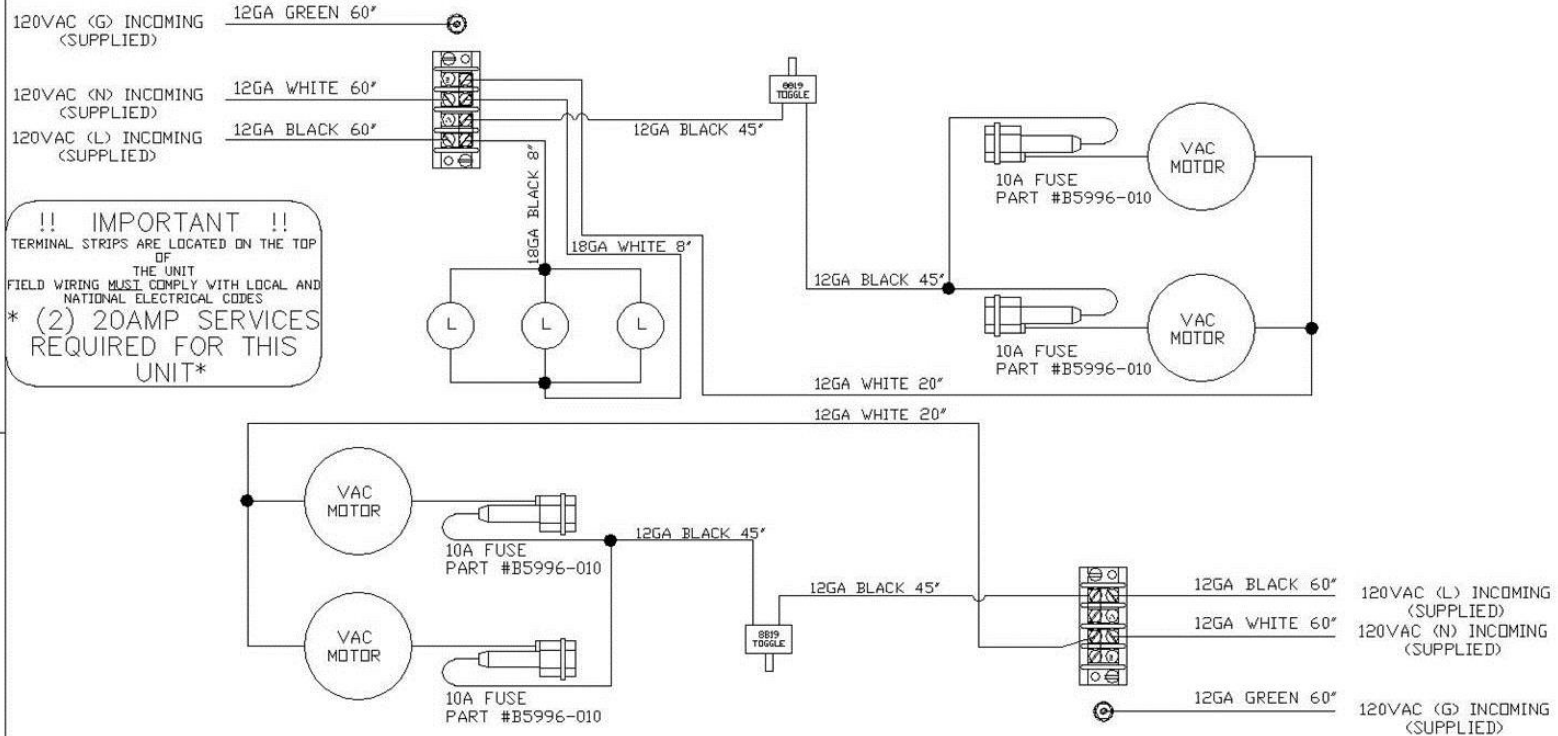 120VAC (G) INCOMING
(SUPPLIED)
12GA GREEN 60"
120VAC (N) INCOMING
(SUPPLIED)
12GA WHITE 60"
120VAC (L) INCOMING
(SUPPLIED)
12GA BLACK 60"
12GA BLACK 45"
TOGGLE
18GA BLACK 8"
18GA WHITE 8"
!! IMPORTANT !!
TERMINAL STRIPS ARE LOCATED ON THE TOP
OF
THE UNIT
FIELD WIRING MUST COMPLY WITH LOCAL AND
NATIONAL ELECTRICAL CODES
* (2) 20AMP SERVICES
REQUIRED FOR THIS
UNIT*
L
L
L
12GA BLACK 45"
10A FUSE
PART #B5996-010
VAC
MOTOR
10A FUSE
PART #B5996-010
VAC
MOTOR
12GA WHITE 20"
12GA WHITE 20"
VAC
MOTOR
10A FUSE
PART #B5996-010
VAC
MOTOR
10A FUSE
PART #B5996-010
12GA BLACK 45"
TOGGLE
12GA BLACK 45"
12GA BLACK 60"
120VAC (L) INCOMING
(SUPPLIED)
12GA WHITE 60"
120VAC (N) INCOMING
(SUPPLIED)
12GA GREEN 60"
120VAC (G) INCOMING
(SUPPLIED)